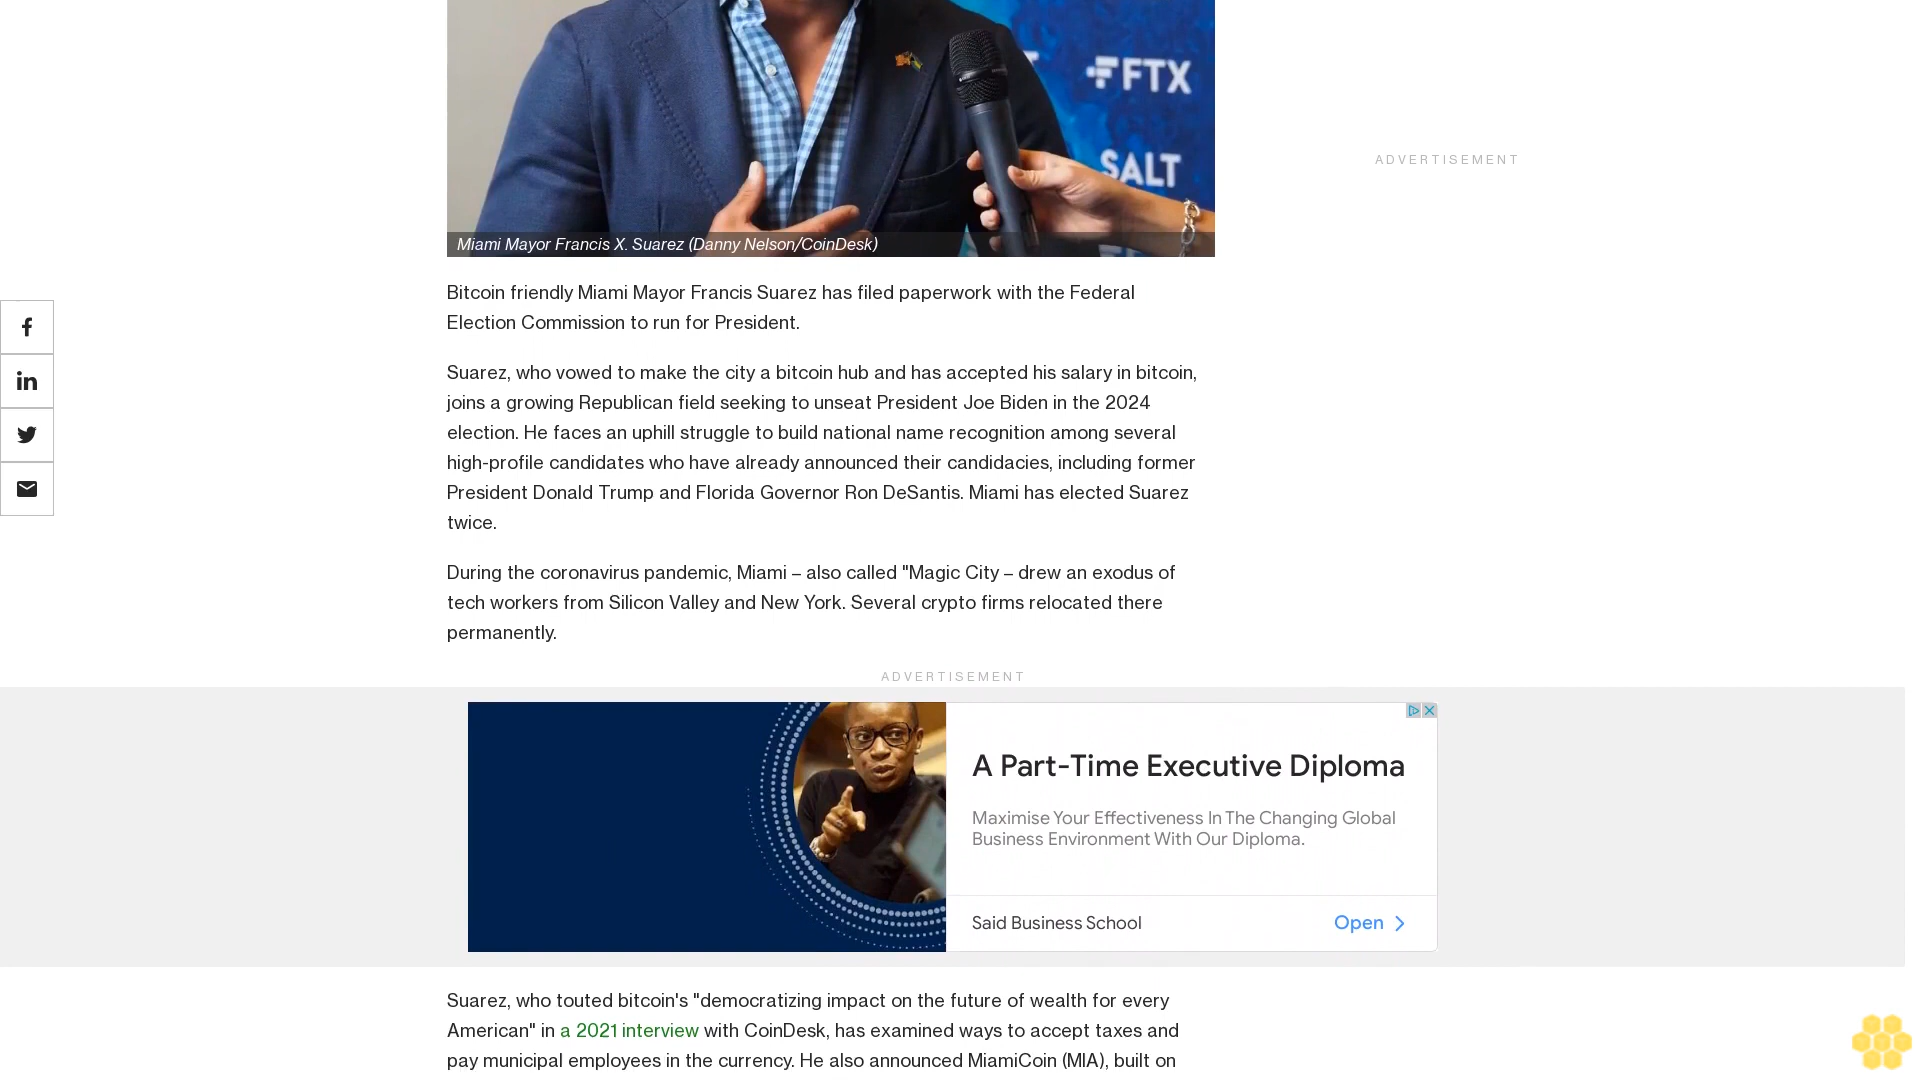 FTX
SALT
ADVERTISEMENT
Miami Mayor Francis X. Suarez (Danny Nelson/CoinDesk)
Bitcoin friendly Miami Mayor Francis Suarez has filed paperwork with the Federal
Election Commission to run for President.
Suarez, who vowed to make the city a bitcoin hub and has accepted his salary in bitcoin,
joins a growing Republican field seeking to unseat President Joe Biden in the 2024
election. He faces an uphill struggle to build national name recognition among several
high-profile candidates who have already announced their candidacies, including former
President Donald Trump and Florida Governor Ron DeSantis. Miami has elected Suarez
twice.
During the coronavirus pandemic, Miami – also called "Magic City – drew an exodus of
tech workers from Silicon Valley and New York. Several crypto firms relocated there
permanently.
ADVERTISEMENT
A Part-Time Executive Diploma
Maximise Your Effectiveness In The Changing Global
Business Environment With Our Diploma.
Said Business School
Open
Suarez, who touted bitcoin's "democratizing impact on the future of wealth for every
American" in a 2021 interview with CoinDesk, has examined ways to accept taxes and
pay municipal employees in the currency. He also announced MiamiCoin (MIA), built on